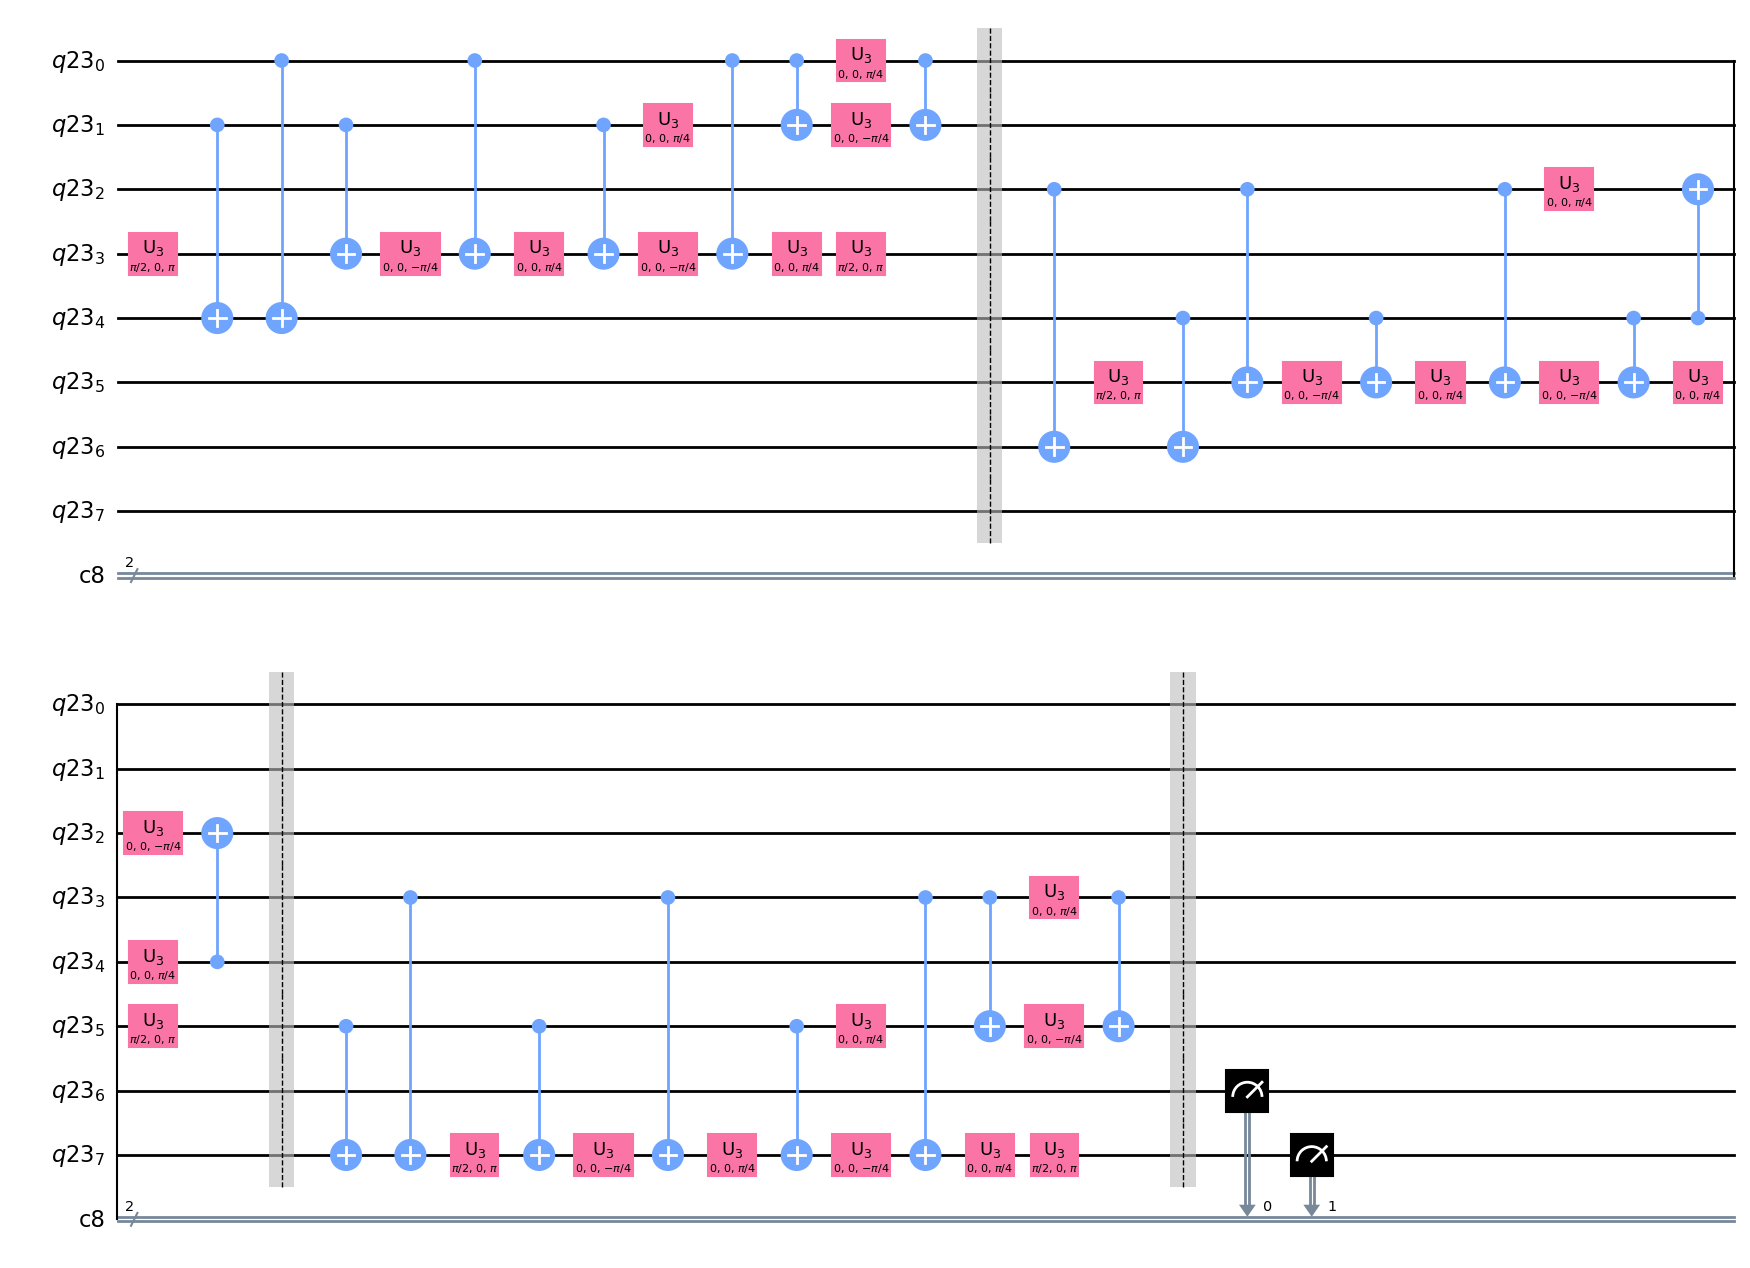 q23₀ U₃ 0, 0, π/4
q23₁ U₃ 0, 0, π/4 U₃ 0, 0, −π/4
q23₂ U₃ 0, 0, π/4
q23₃ U₃ π/2, 0, π U₃ 0, 0, −π/4 U₃ 0, 0, π/4 U₃ 0, 0, −π/4 U₃ 0, 0, π/4 U₃ π/2, 0, π
q23₄
q23₅ U₃ π/2, 0, π U₃ 0, 0, −π/4 U₃ 0, 0, π/4 U₃ 0, 0, −π/4 U₃ 0, 0, π/4
q23₆
q23₇
c8 2
q23₀
q23₁
q23₂ U₃ 0, 0, −π/4
q23₃ U₃ 0, 0, π/4
q23₄ U₃ 0, 0, π/4
q23₅ U₃ π/2, 0, π U₃ 0, 0, π/4 U₃ 0, 0, −π/4
q23₆
q23₇ U₃ π/2, 0, π U₃ 0, 0, −π/4 U₃ 0, 0, π/4 U₃ 0, 0, −π/4 U₃ 0, 0, π/4 U₃ π/2, 0, π
c8 2 0 1